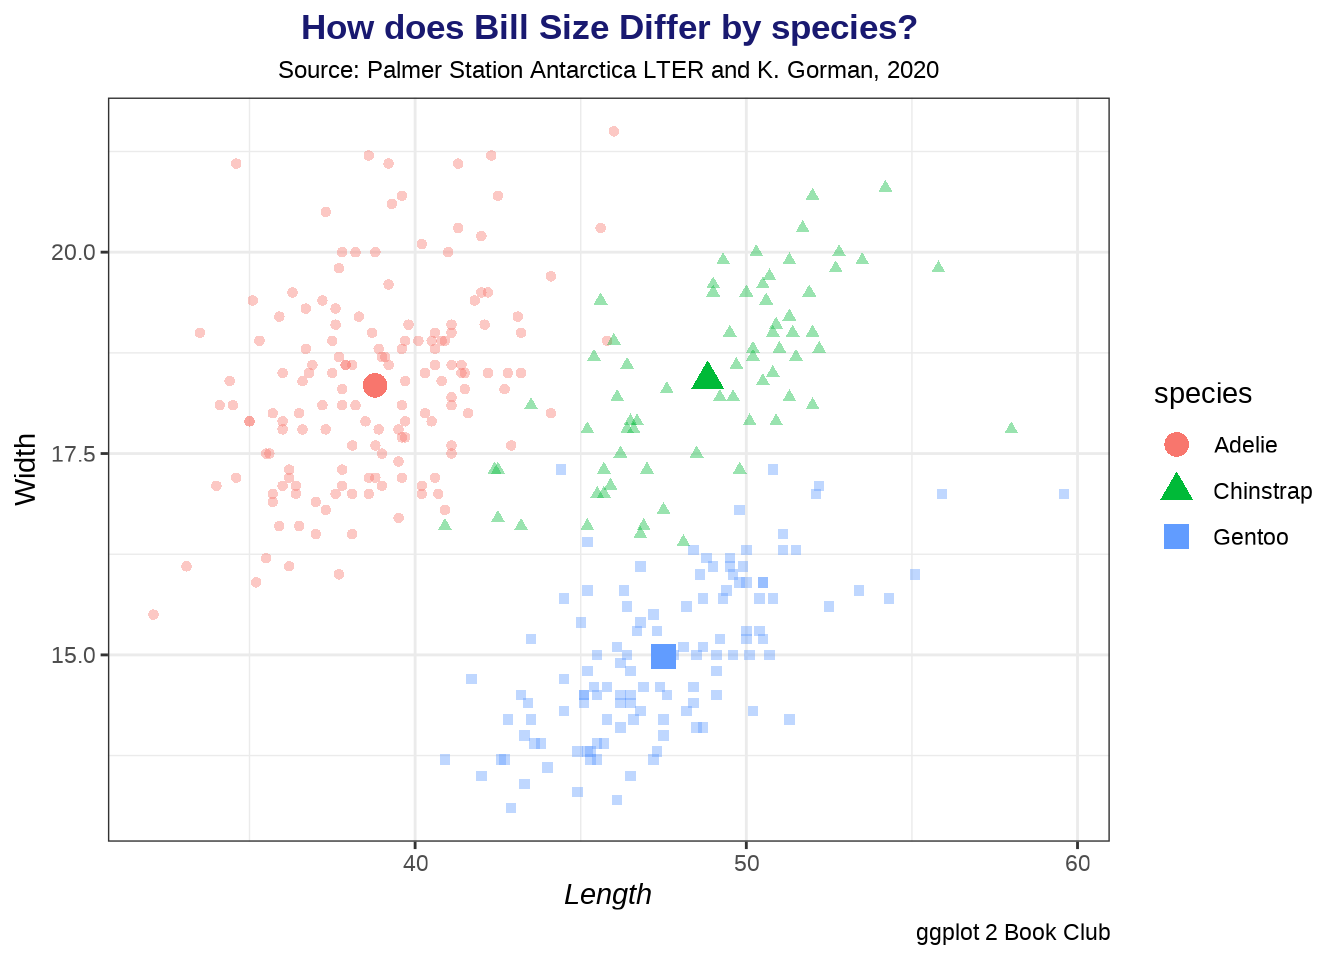 How does Bill Size Differ by species?
Source: Palmer Station Antarctica LTER and K. Gorman, 2020
20.0
17.5
15.0
Width
40
50
60
Length
species
Adelie
Chinstrap
Gentoo
ggplot 2 Book Club